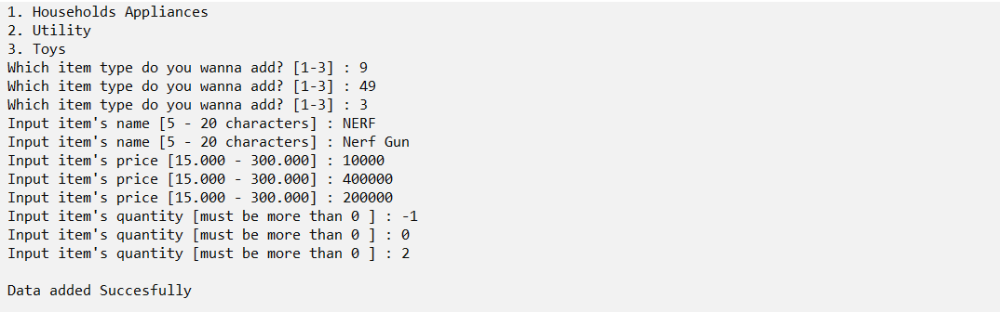 1. Households Appliances
2. Utility
3. Toys
Which item type do you wanna add? [1-3] : 9
Which item type do you wanna add? [1-3] : 49
Which item type do you wanna add? [1-3] : 3
Input item's name [5 - 20 characters] : NERF
Input item's name [5 - 20 characters] : Nerf Gun
Input item's price [15.000 - 300.000] : 10000
Input item's price [15.000 - 300.000] : 400000
Input item's price [15.000 - 300.000] : 200000
Input item's quantity [must be more than 0 ] : -1
Input item's quantity [must be more than 0 ] : 0
Input item's quantity [must be more than 0 ] : 2
Data added Succesfully